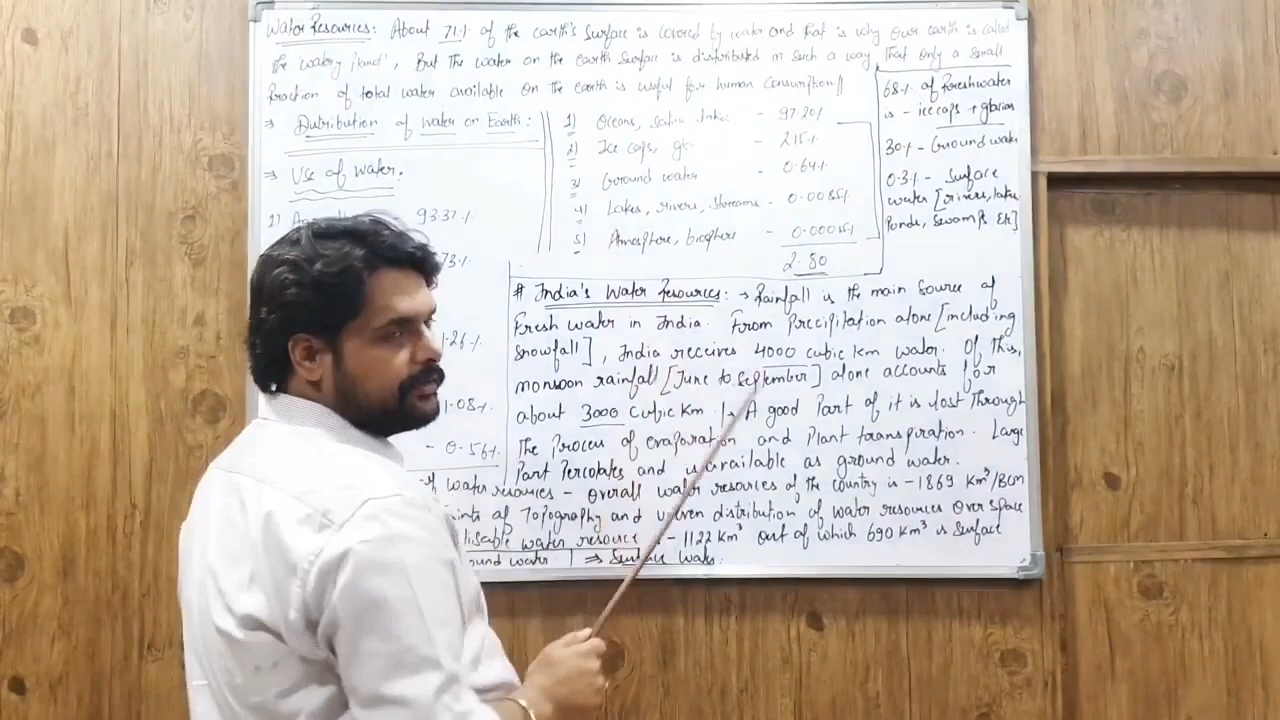 Water Resources: About 71% of the earth's surface is covered by water and that is why our earth is called
the watery planet', But the water on the earth surface is distributed in such a way that only a small
fraction of total water available on the earth is useful for human consumption//
⇒ Distribution of water on Earth:
1) Oceans, saline lakes - 97.20%
2) Ice caps, gla - 2.15%
3) Ground water - 0.64%
4) Lakes, rivers, streams - 0.0085%
5) Atmosphere, biosphere - 0.0005%
2.80
68% of freshwater
is - ice caps + glaciers
30% - Ground water
0.3% - Surface
water [rivers, lakes
Ponds, Swamps Etc]
⇒ Use of water.
1)
93.37%
73%
1.26%
1.08%
- 0.56%
# India's Water Resources: → Rainfall is the main source of
Fresh water in India. From precipitation alone [including
snowfall], India receives 4000 cubic km water. Of this,
monsoon rainfall [June to september] alone accounts for
about 3000 cubic Km. A good Part of it is lost through
The Process of evaporation and Plant transpiration. Large
Part Percolates and is available as ground water.
of water resources - overall water resources of the country is - 1869 Km³/BCM
ints of Topography and uneven distribution of water resources over space
lisable water resource is - 1122 Km³ out of which 690 Km³ is surface
ound water | ⇒ Surface Water: